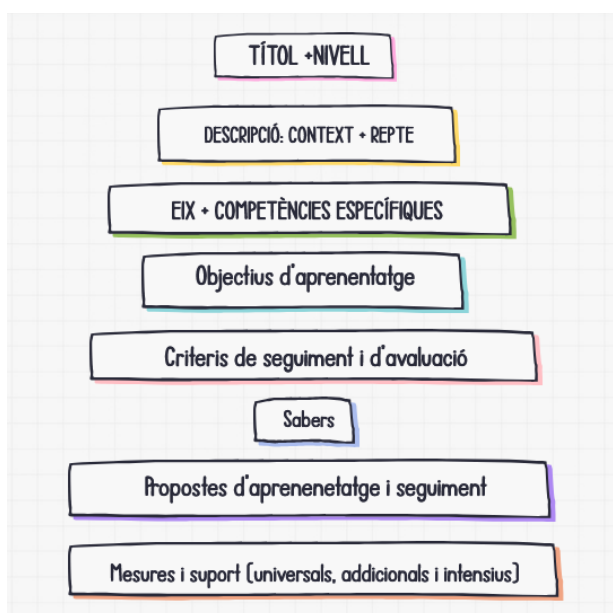 TÍTOL +NIVELL
DESCRIPCIÓ: CONTEXT + REPTE
EIX + COMPETÈNCIES ESPECÍFIQUES
Objectius d'aprenentatge
Criteris de seguiment i d'avaluació
Sabers
Propostes d'aprenenetatge i seguiment
Mesures i suport (universals, addicionals i intensius)